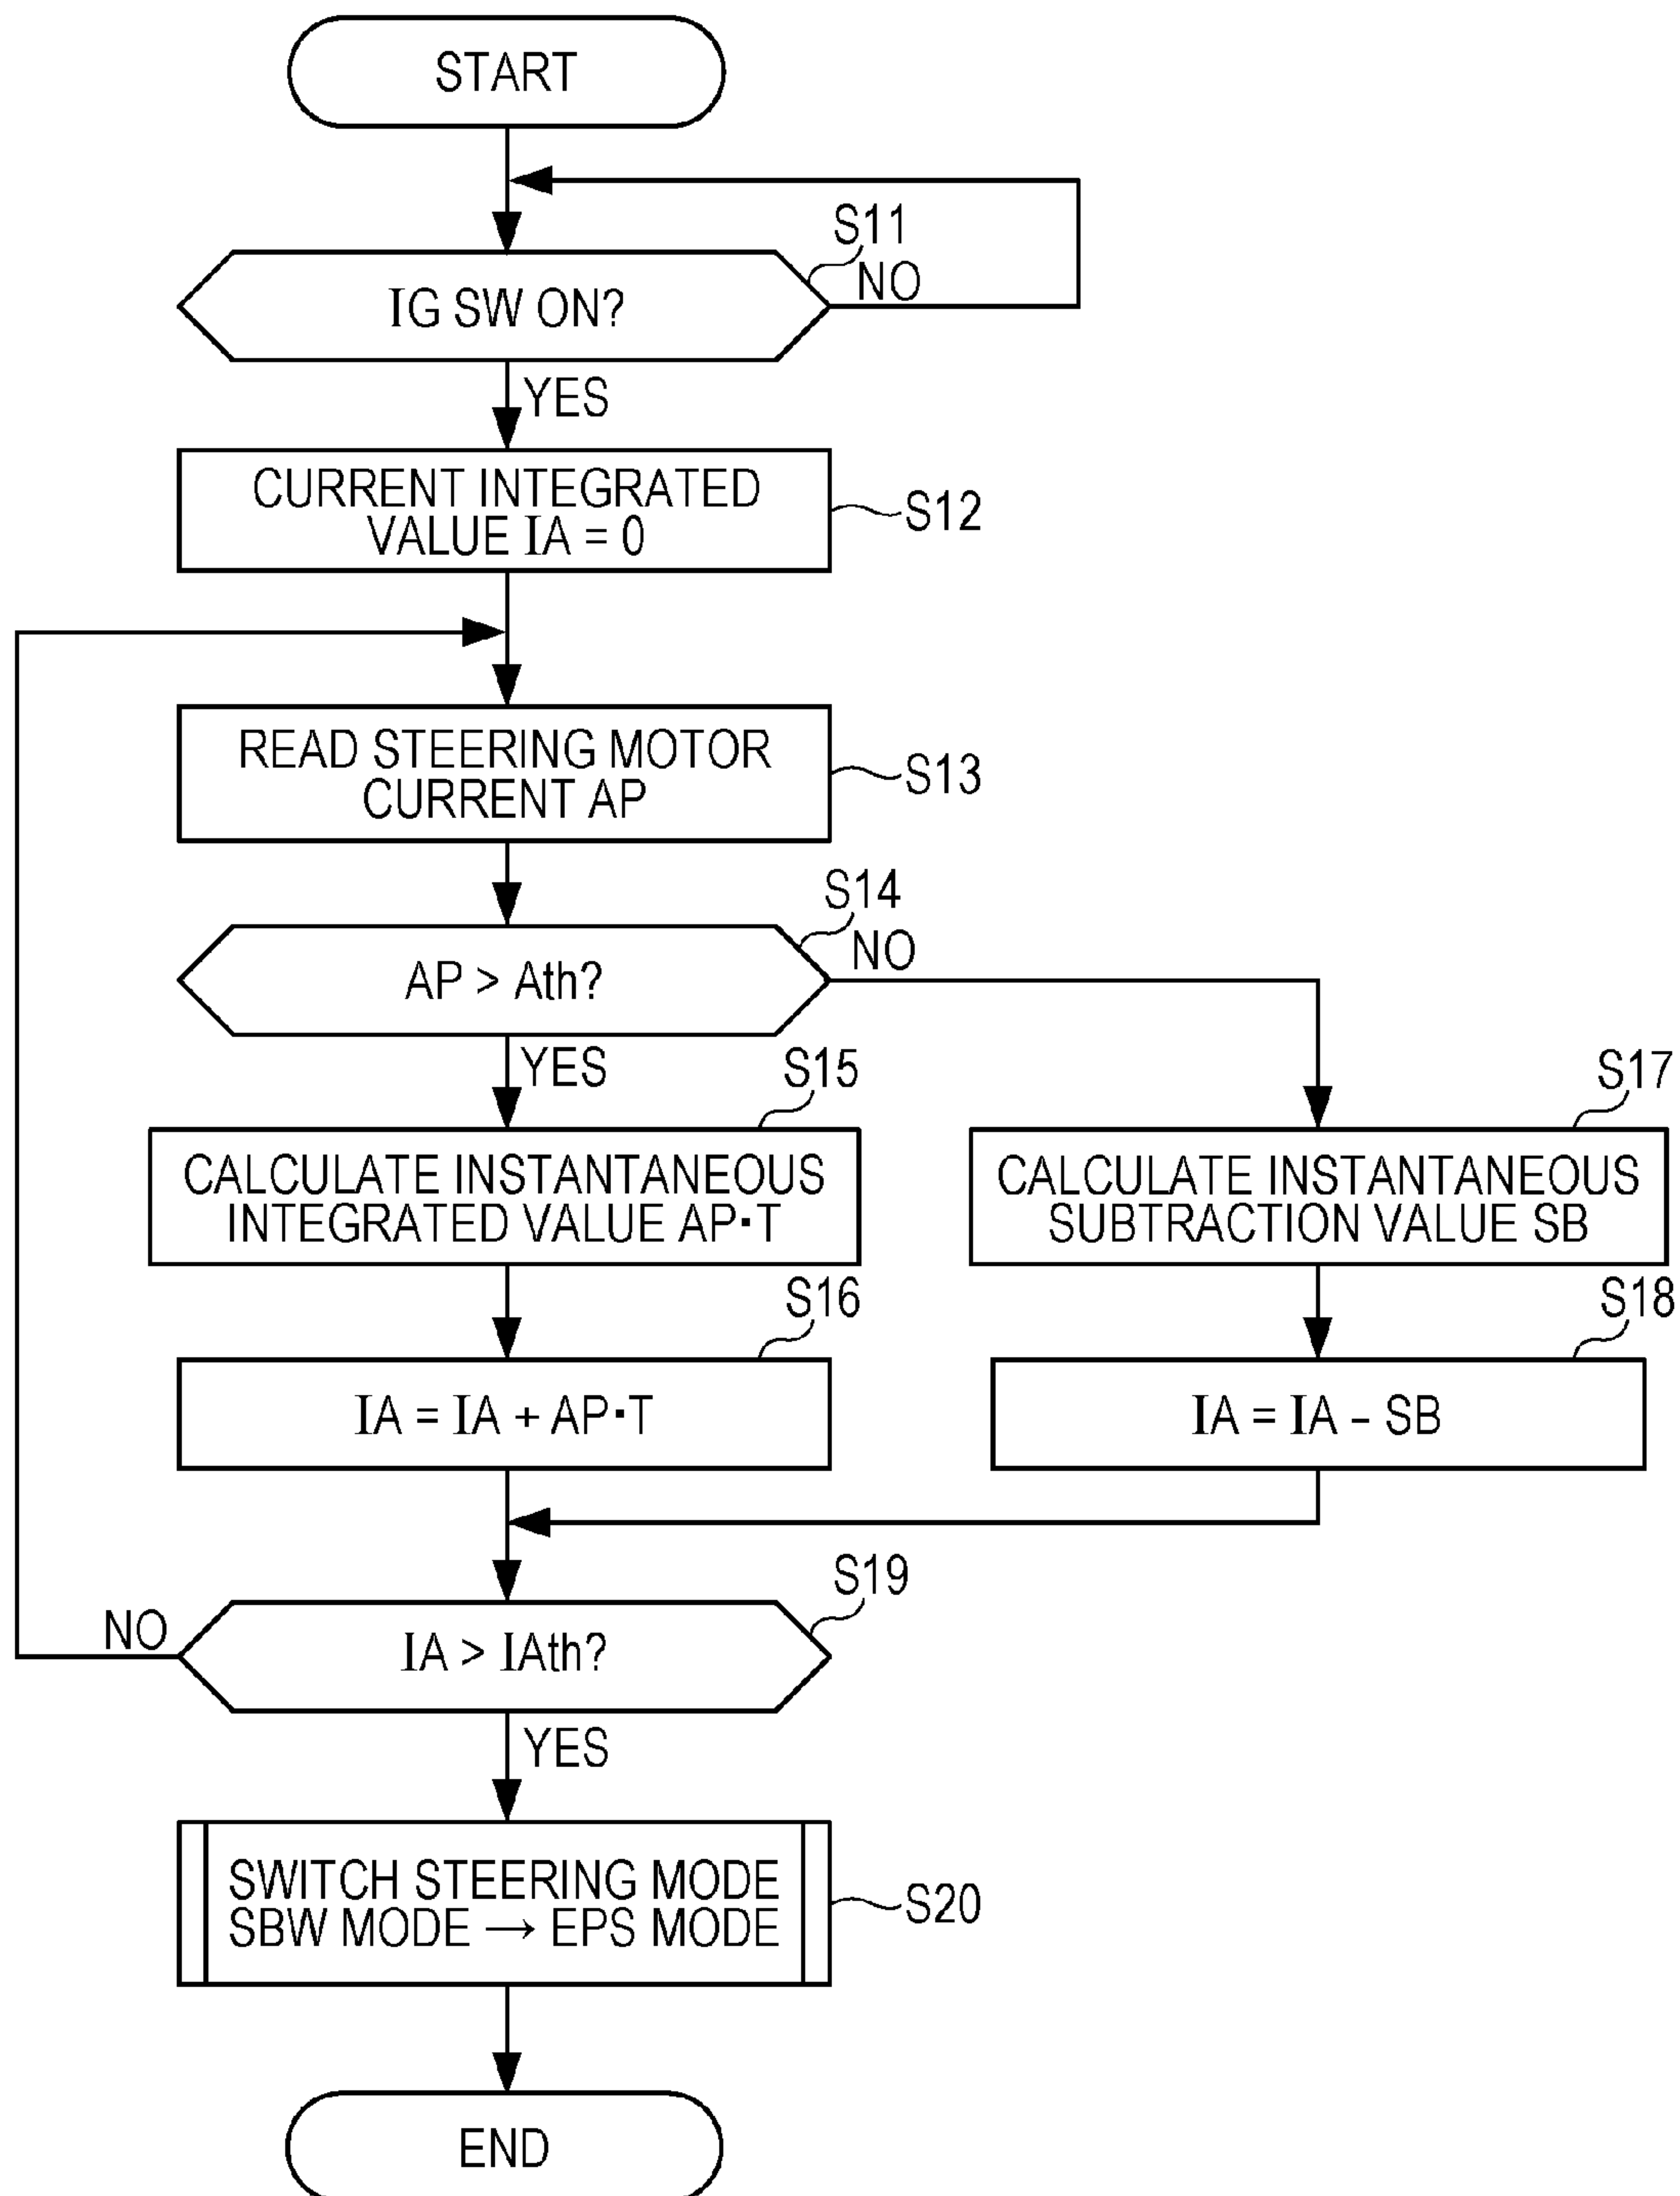 START
S11
NO
IG SW ON?
YES
CURRENT INTEGRATED
VALUE IA = 0
S12
READ STEERING MOTOR
CURRENT AP
S13
S14
NO
AP > Ath?
YES
S15
S17
CALCULATE INSTANTANEOUS
INTEGRATED VALUE AP·T
CALCULATE INSTANTANEOUS
SUBTRACTION VALUE SB
S16
S18
IA = IA + AP·T
IA = IA – SB
S19
NO
IA > IAth?
YES
SWITCH STEERING MODE
SBW MODE → EPS MODE
S20
END